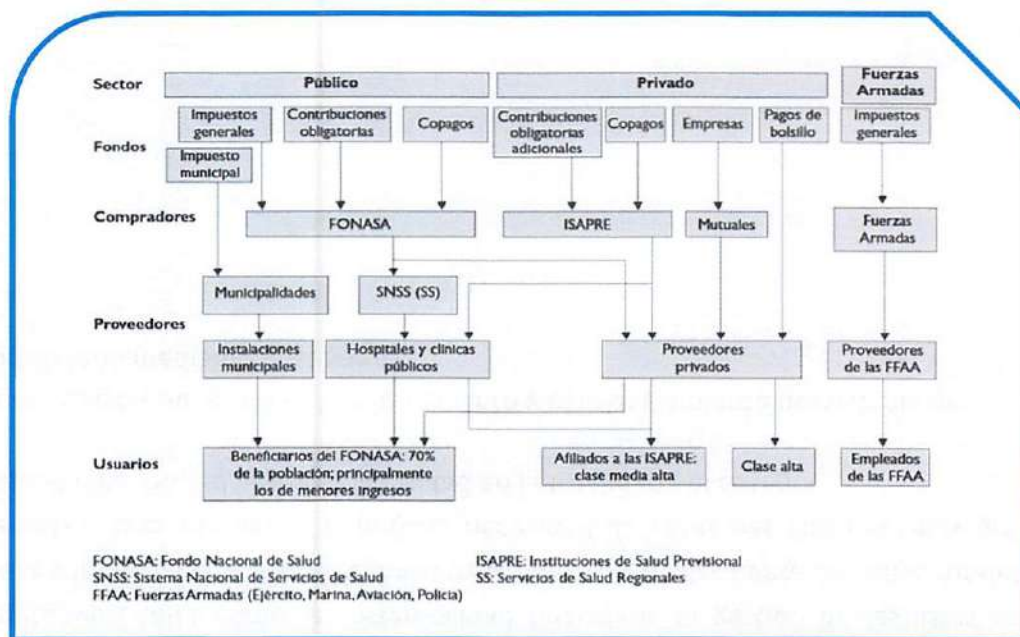 Sector
Público
Privado
Fuerzas
Armadas
Fondos
Impuestos
generales
Contribuciones
obligatorias
Copagos
Contribuciones
obligatorias
adicionales
Copagos
Empresas
Pagos de
bolsillo
Impuestos
generales
Impuesto
municipal
Compradores
FONASA
ISAPRE
Mutuales
Fuerzas
Armadas
Municipalidades
SNSS (SS)
Proveedores
Instalaciones
municipales
Hospitales y clínicas
públicos
Proveedores
privados
Proveedores
de las FFAA
Usuarios
Beneficiarios del FONASA: 70%
de la población; principalmente
los de menores ingresos
Afiliados a las ISAPRE:
clase media alta
Clase alta
Empleados
de las FFAA
FONASA: Fondo Nacional de Salud
SNSS: Sistema Nacional de Servicios de Salud
FFAA: Fuerzas Armadas (Ejército, Marina, Aviación, Policía)
ISAPRE: Instituciones de Salud Provisional
SS: Servicios de Salud Regionales